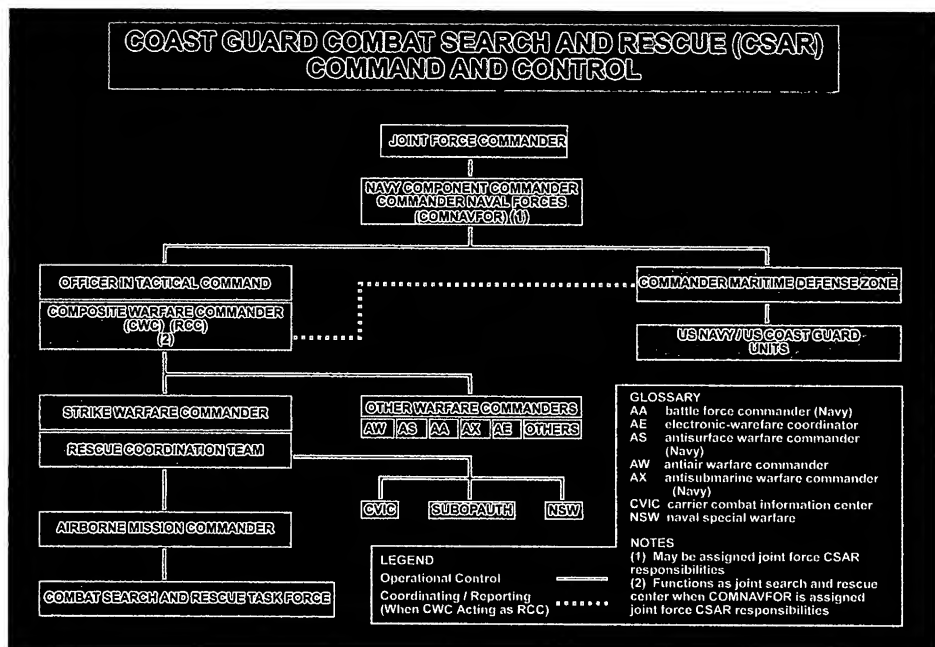 COAST GUARD COMBAT SEARCH AND RESCUE (CSAR)
COMMAND AND CONTROL
JOINT FORCE COMMANDER
NAVY COMPONENT COMMANDER
COMMANDER NAVAL FORCES
(COMNAVFOR) (1)
OFFICER IN TACTICAL COMMAND
COMPOSITE WARFARE COMMANDER
(CWC) (RCC)
(2)
COMMANDER MARITIME DEFENSE ZONE
US NAVY / US COAST GUARD
UNITS
STRIKE WARFARE COMMANDER
RESCUE COORDINATION TEAM
OTHER WARFARE COMMANDERS
AW AS AA AX AE OTHERS
CVIC SUBOPAUTH NSW
AIRBORNE MISSION COMMANDER
COMBAT SEARCH AND RESCUE TASK FORCE
LEGEND
Operational Control
Coordinating / Reporting
(When CWC Acting as RCC)
GLOSSARY
AA battle force commander (Navy)
AE electronic-warefare coordinator
AS antisurface warfare commander
(Navy)
AW antiair warfare commander
AX antisubmarine warfare commander
(Navy)
CVIC carrier combat information center
NSW naval special warfare
NOTES
(1) May be assigned joint force CSAR
responsibilities
(2) Functions as joint search and rescue
center when COMNAVFOR is assigned
joint force CSAR responsibilities